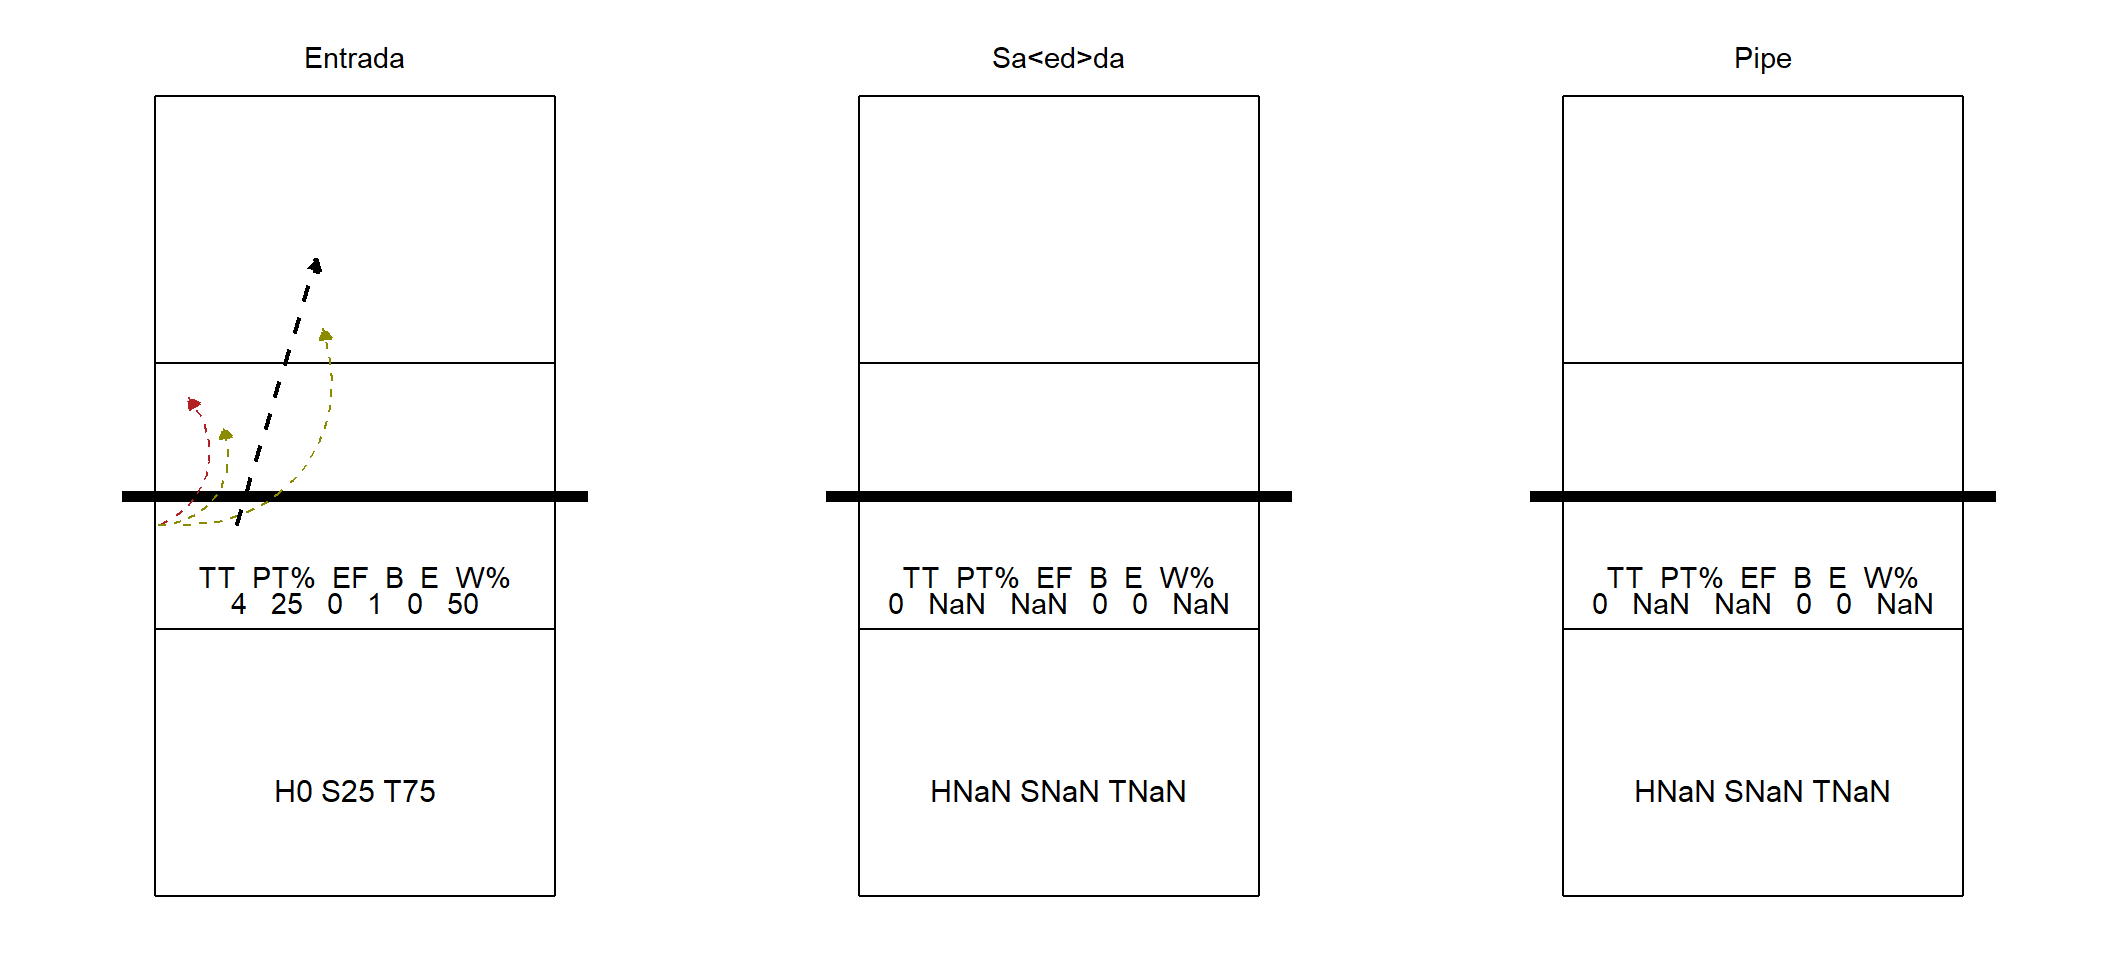 Entrada
TT PT% EF B E W%
4 25 0 1 0 50
H0 S25 T75
Sa<ed>da
TT PT% EF B E W%
0 NaN NaN 0 0 NaN
HNaN SNaN TNaN
Pipe
TT PT% EF B E W%
0 NaN NaN 0 0 NaN
HNaN SNaN TNaN